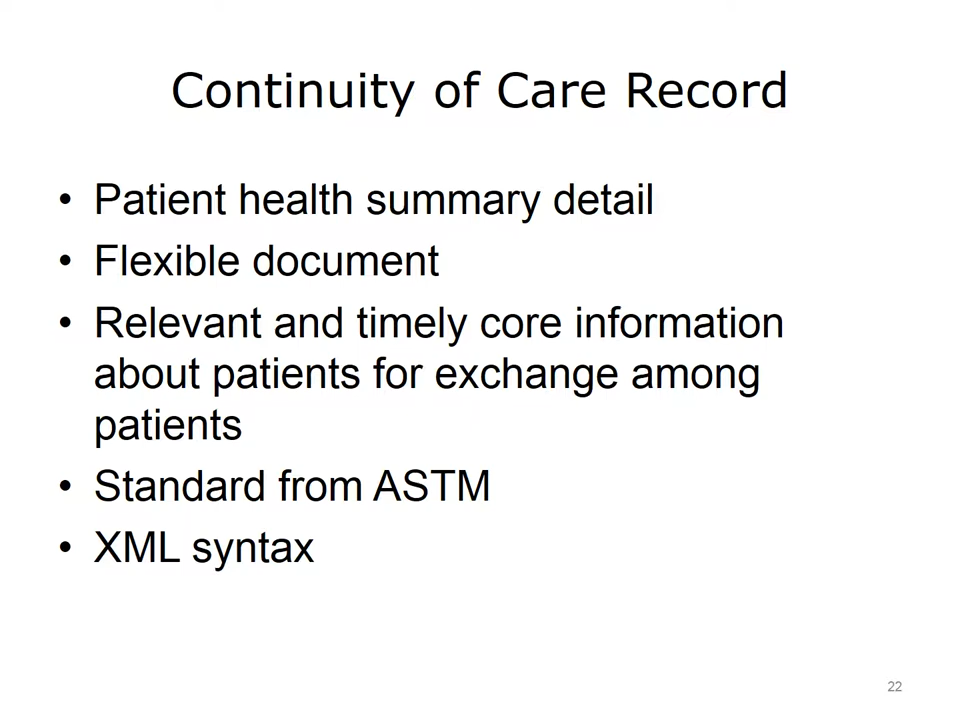 Continuity of Care Record
• Patient health summary detail
• Flexible document
• Relevant and timely core information
about patients for exchange among
patients
• Standard from ASTM
• XML syntax
22